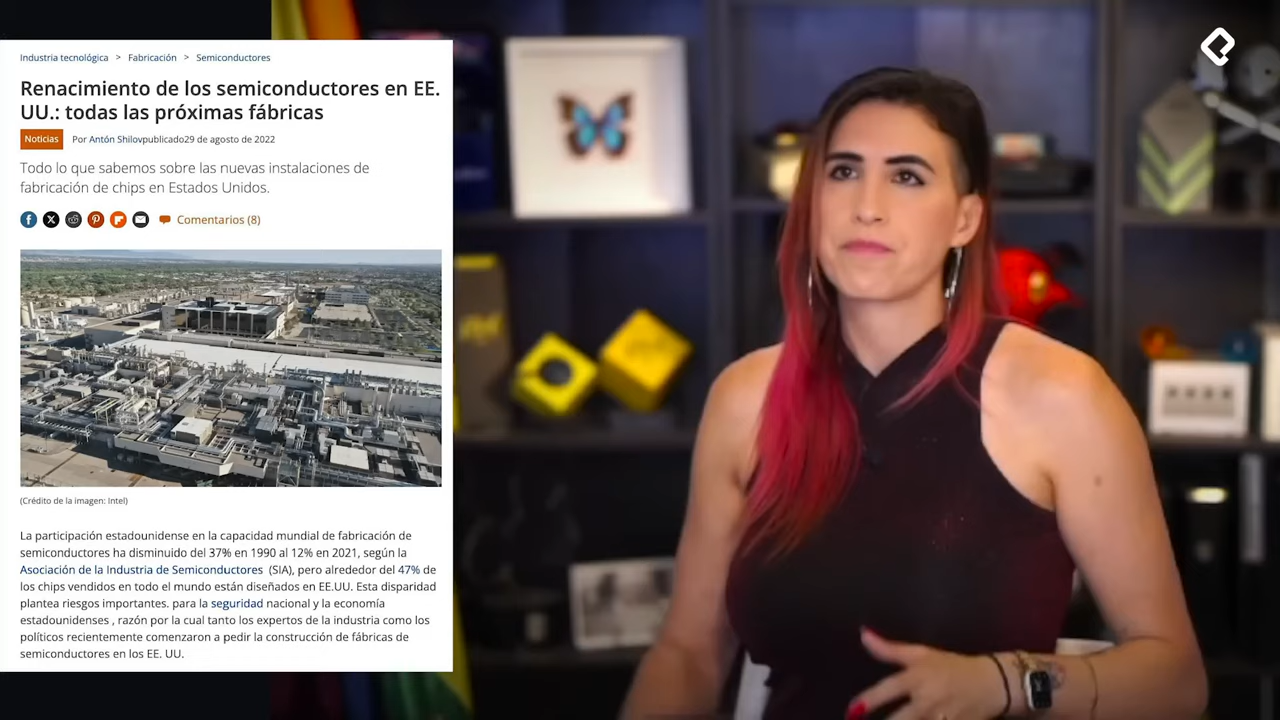 Industria tecnológica > Fabricación > Semiconductores
Renacimiento de los semiconductores en EE.
UU.: todas las próximas fábricas
Noticias Por Antón Shilovpublicado29 de agosto de 2022
Todo lo que sabemos sobre las nuevas instalaciones de
fabricación de chips en Estados Unidos.
Comentarios (8)
(Crédito de la imagen: Intel)
La participación estadounidense en la capacidad mundial de fabricación de
semiconductores ha disminuido del 37% en 1990 al 12% en 2021, según la
Asociación de la Industria de Semiconductores (SIA), pero alrededor del 47% de
los chips vendidos en todo el mundo están diseñados en EE.UU. Esta disparidad
plantea riesgos importantes. para la seguridad nacional y la economía
estadounidenses , razón por la cual tanto los expertos de la industria como los
políticos recientemente comenzaron a pedir la construcción de fábricas de
semiconductores en los EE. UU.